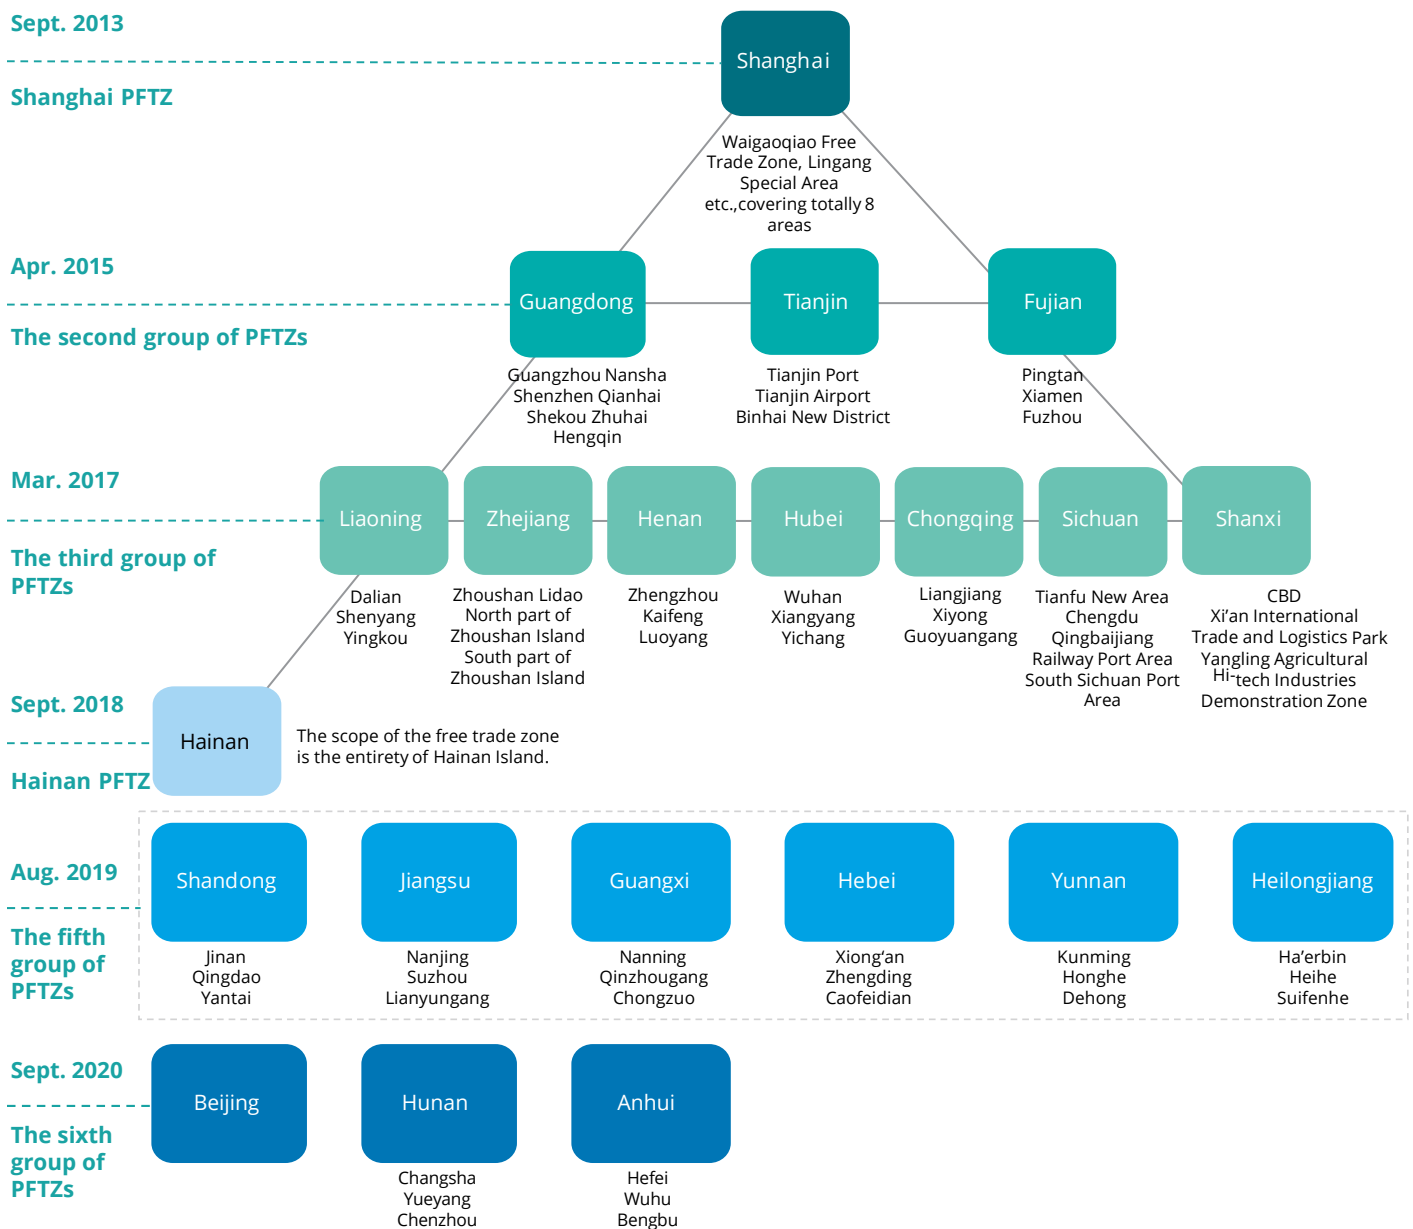 Sept. 2013
Shanghai PFTZ
Shanghai
Waigaoqiao Free
Trade Zone, Lingang
Special Area
etc.,covering totally 8
areas
Apr. 2015
The second group of PFTZs
Guangdong
Guangzhou Nansha
Shenzhen Qianhai
Shekou Zhuhai
Hengqin
Tianjin
Tianjin Port
Tianjin Airport
Binhai New District
Fujian
Pingtan
Xiamen
Fuzhou
Mar. 2017
The third group of
PFTZs
Liaoning
Dalian
Shenyang
Yingkou
Zhejiang
Zhoushan Lidao
North part of
Zhoushan Island
South part of
Zhoushan Island
Henan
Zhengzhou
Kaifeng
Luoyang
Hubei
Wuhan
Xiangyang
Yichang
Chongqing
Liangjiang
Xiyong
Guoyuangang
Sichuan
Tianfu New Area
Chengdu
Qingbaijiang
Railway Port Area
South Sichuan Port
Area
Shanxi
CBD
Xi’an International
Trade and Logistics Park
Yangling Agricultural
Hi-tech Industries
Demonstration Zone
Sept. 2018
Hainan PFTZ
Hainan
The scope of the free trade zone
is the entirety of Hainan Island.
Aug. 2019
The fifth
group of
PFTZs
Shandong
Jinan
Qingdao
Yantai
Jiangsu
Nanjing
Suzhou
Lianyungang
Guangxi
Nanning
Qinzhougang
Chongzuo
Hebei
Xiong’an
Zhengding
Caofeidian
Yunnan
Kunming
Honghe
Dehong
Heilongjiang
Ha’erbin
Heihe
Suifenhe
Sept. 2020
The sixth
group of
PFTZs
Beijing
Hunan
Changsha
Yueyang
Chenzhou
Anhui
Hefei
Wuhu
Bengbu